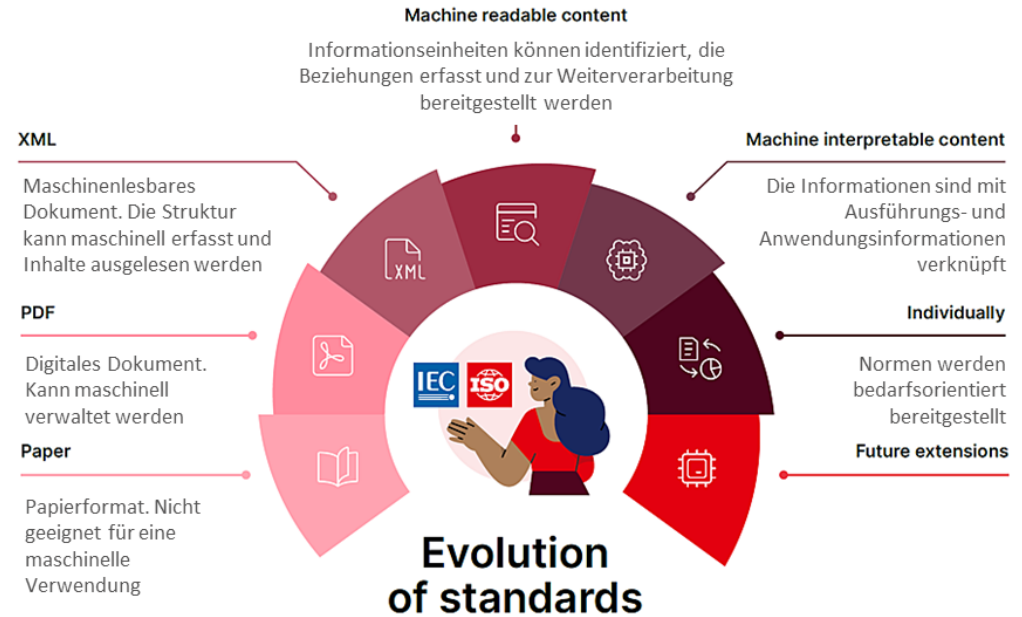 Machine readable content
Informationseinheiten können identifiziert, die
Beziehungen erfasst und zur Weiterverarbeitung
bereitgestellt werden
XML
Maschinenlesbares
Dokument. Die Struktur
kann maschinell erfasst und
Inhalte ausgelesen werden
Machine interpretable content
Die Informationen sind mit
Ausführungs- und
Anwendungsinformationen
verknüpft
XML
PDF
Digitales Dokument.
Kann maschinell
verwaltet werden
Individually
Normen werden
bedarfsorientiert
bereitgestellt
IEC
ISO
Paper
Papierformat. Nicht
geeignet für eine
maschinelle
Verwendung
Future extensions
Evolution
of standards